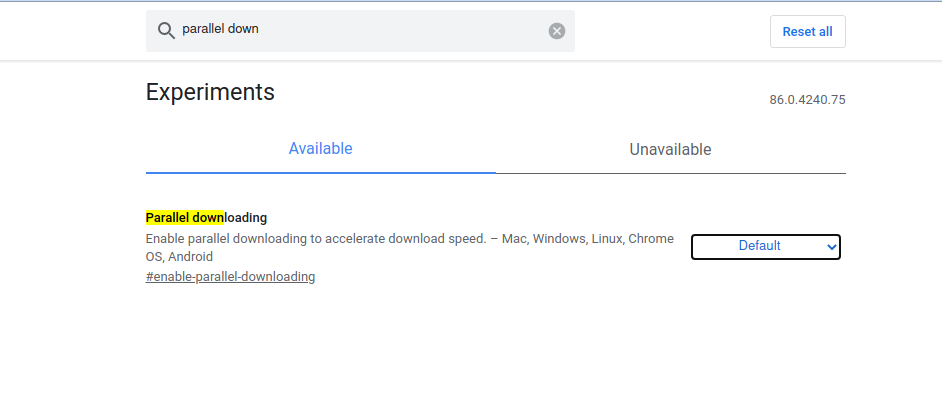 parallel down
Reset all
Experiments
86.0.4240.75
Available
Unavailable
Parallel downloading
Enable parallel downloading to accelerate download speed. – Mac, Windows, Linux, Chrome
OS, Android
Default
#enable-parallel-downloading